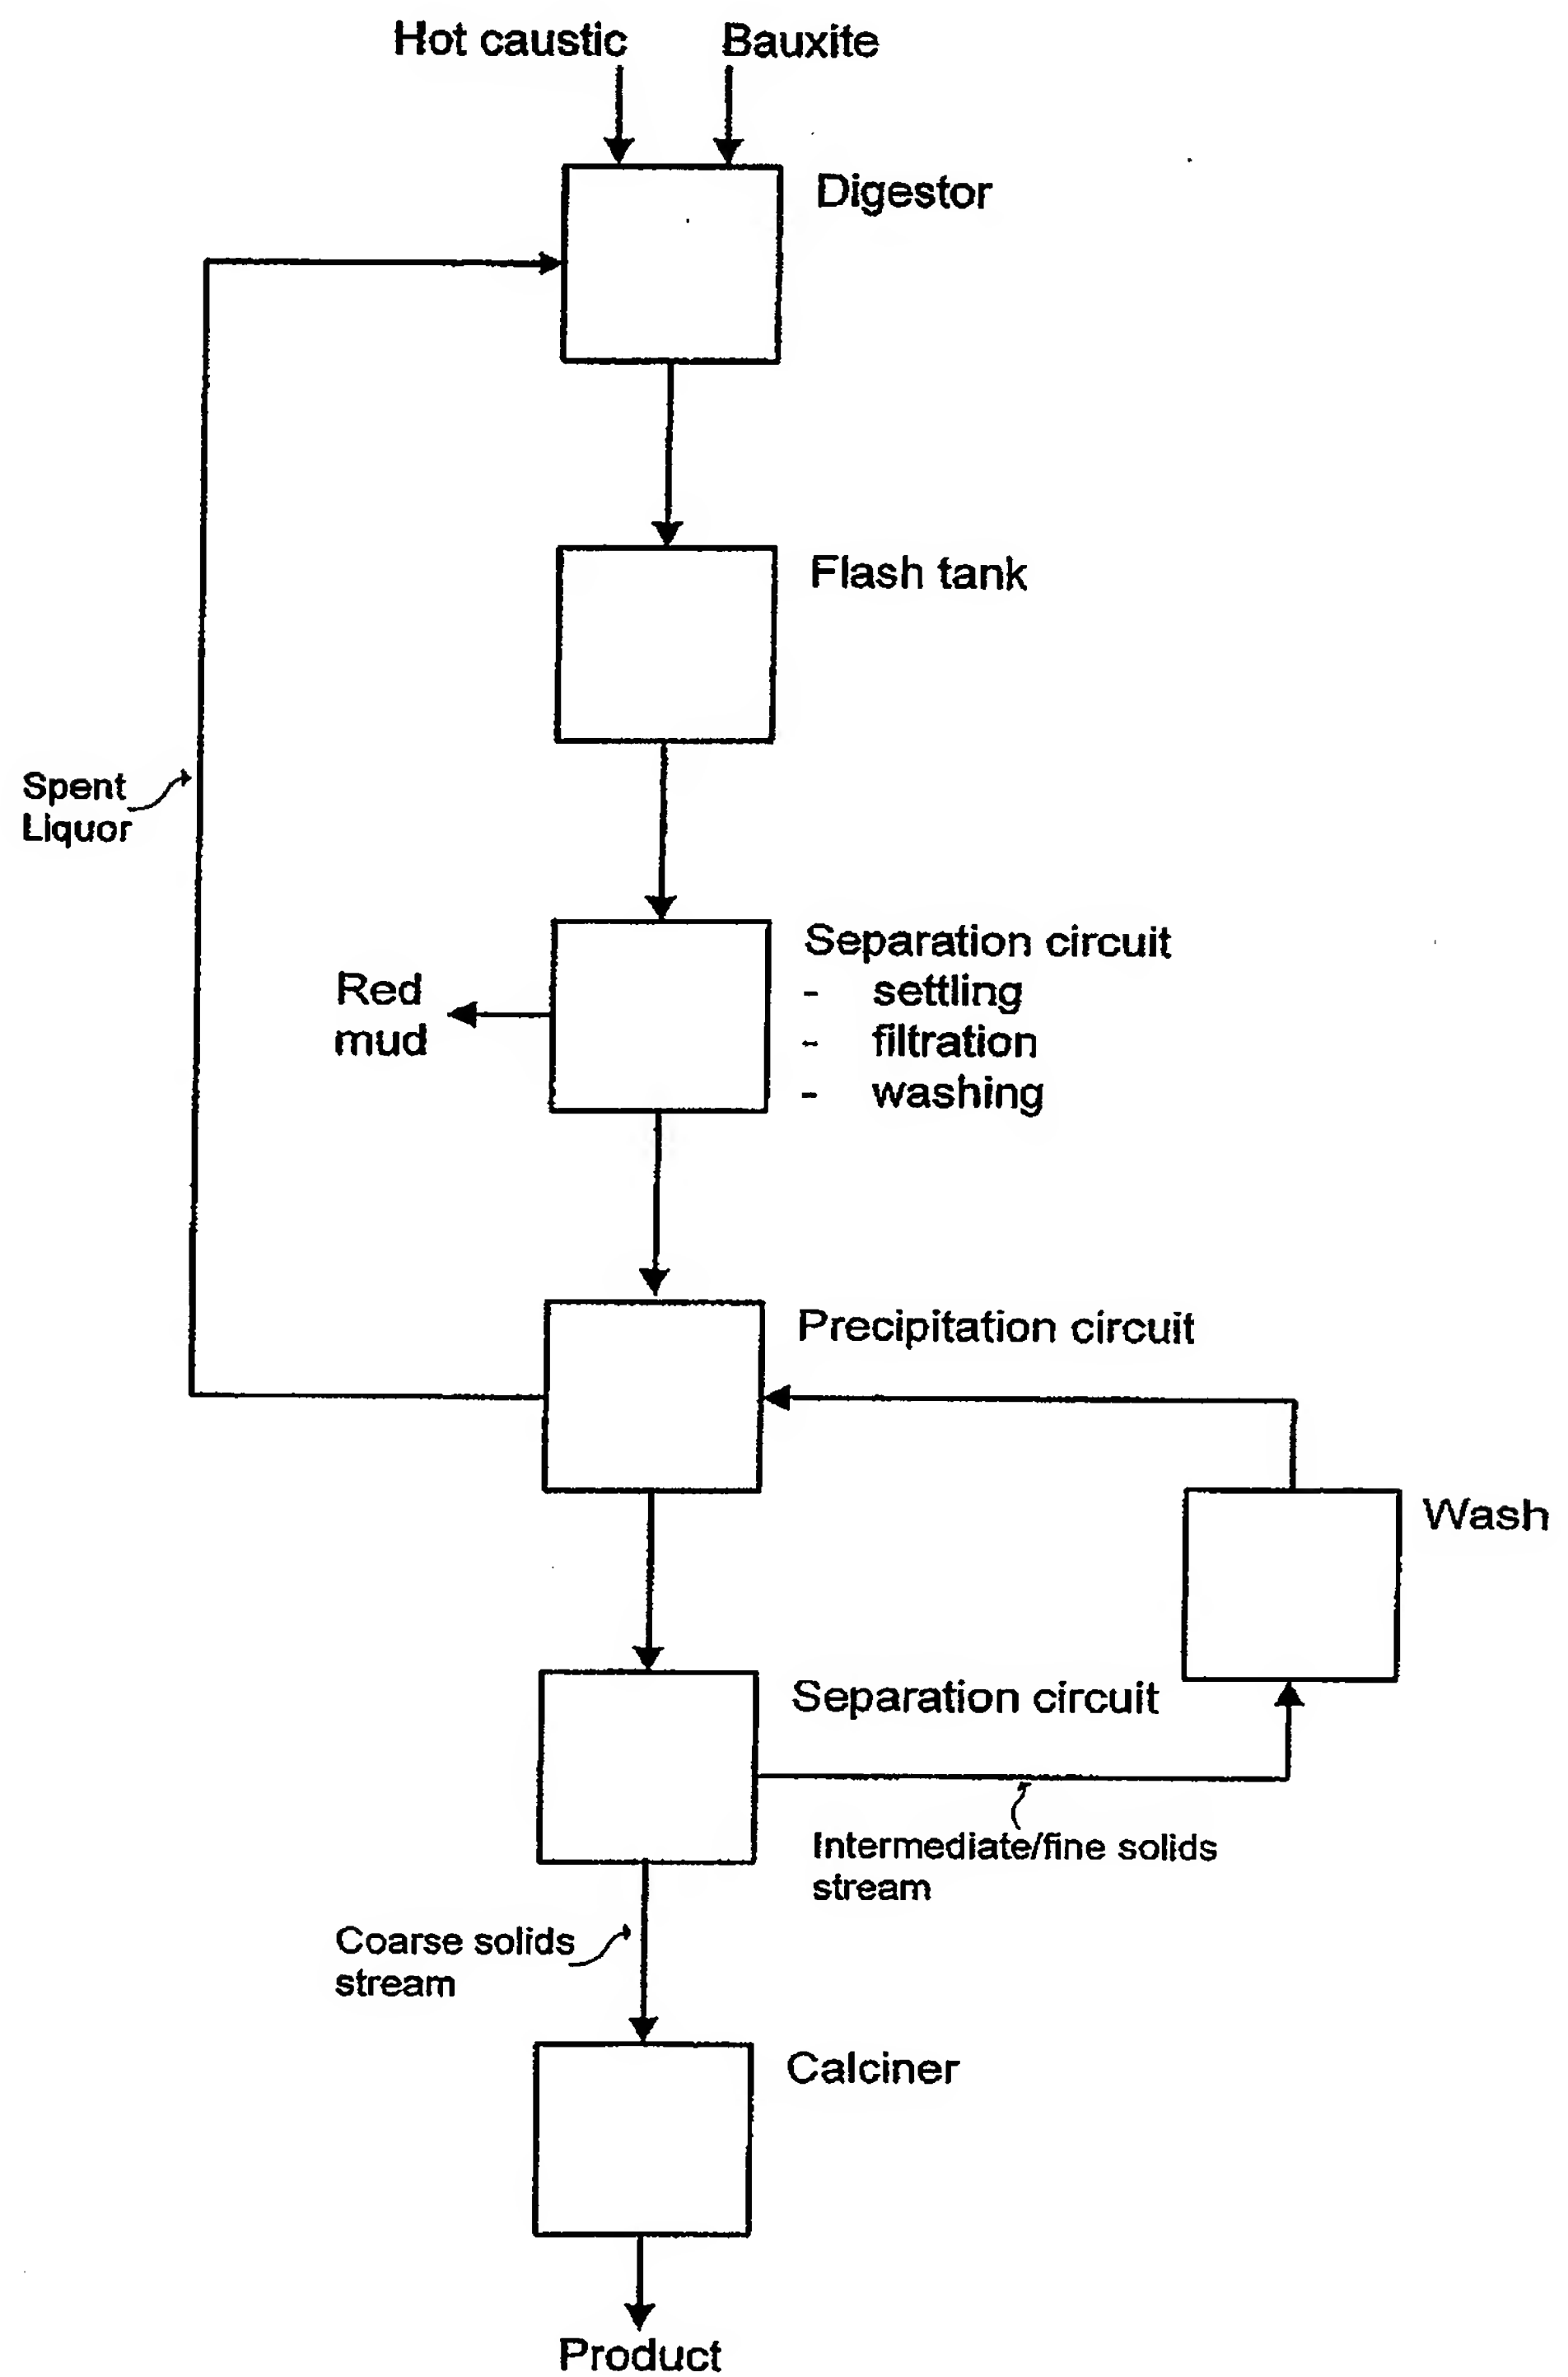 Hot caustic
Bauxite
Digestor
Flash tank
Spent
Liquor
Separation circuit
- settling
- filtration
- washing
Red
mud
Precipitation circuit
Wash
Separation circuit
Intermediate/fine solids
stream
Coarse solids
stream
Calciner
Product